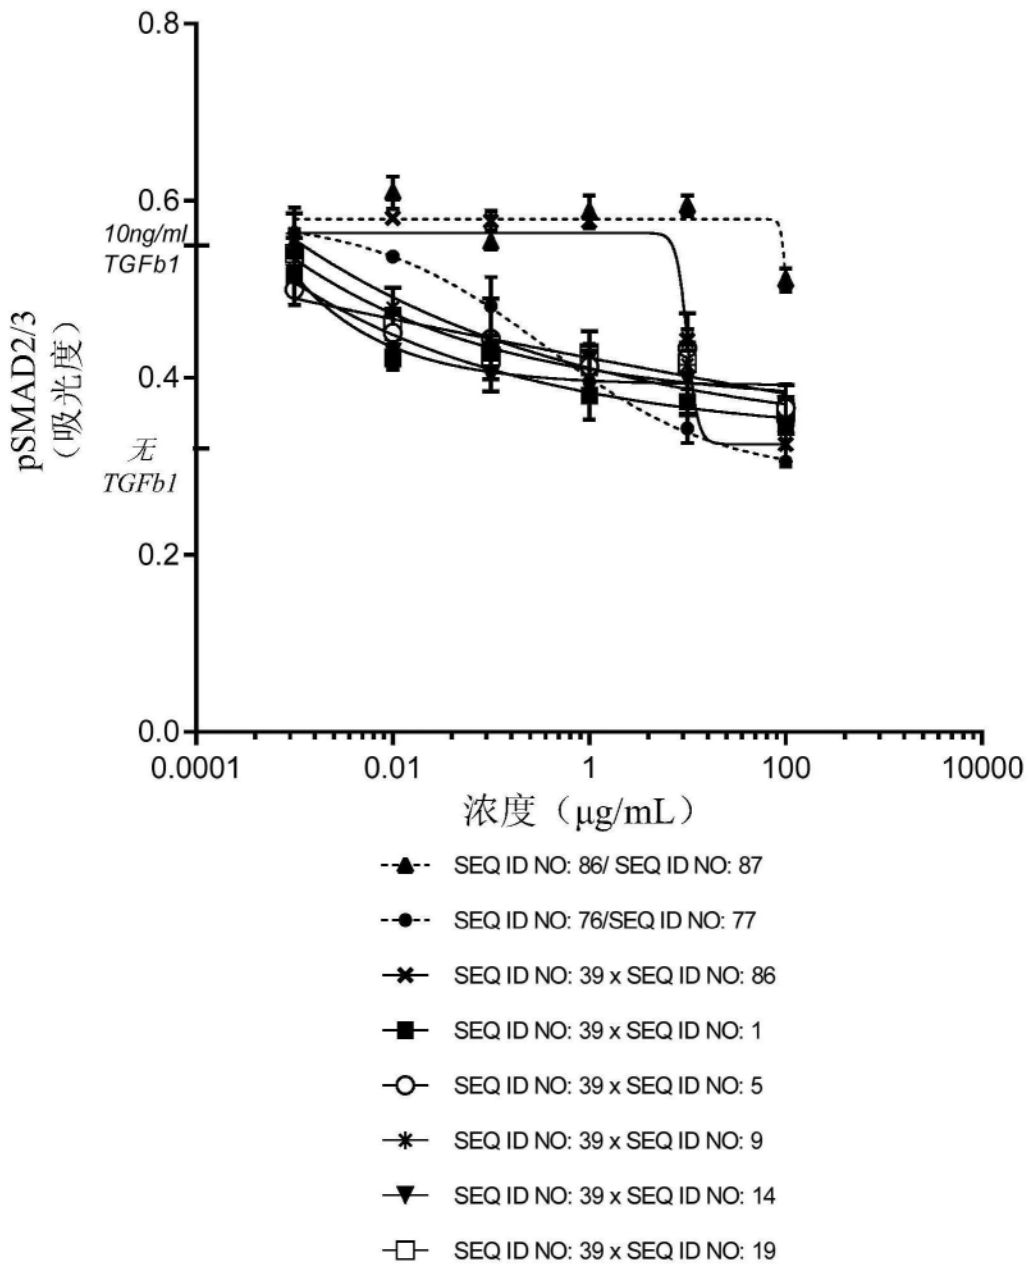 0.8
0.6
10ng/ml
TGFb1
0.4
无
TGFb1
0.2
0.0
pSMAD2/3
（吸光度）
0.0001
0.01
1
100
10000
浓度（μg/mL）
SEQ ID NO: 86/ SEQ ID NO: 87
SEQ ID NO: 76/SEQ ID NO: 77
SEQ ID NO: 39 x SEQ ID NO: 86
SEQ ID NO: 39 x SEQ ID NO: 1
SEQ ID NO: 39 x SEQ ID NO: 5
SEQ ID NO: 39 x SEQ ID NO: 9
SEQ ID NO: 39 x SEQ ID NO: 14
SEQ ID NO: 39 x SEQ ID NO: 19